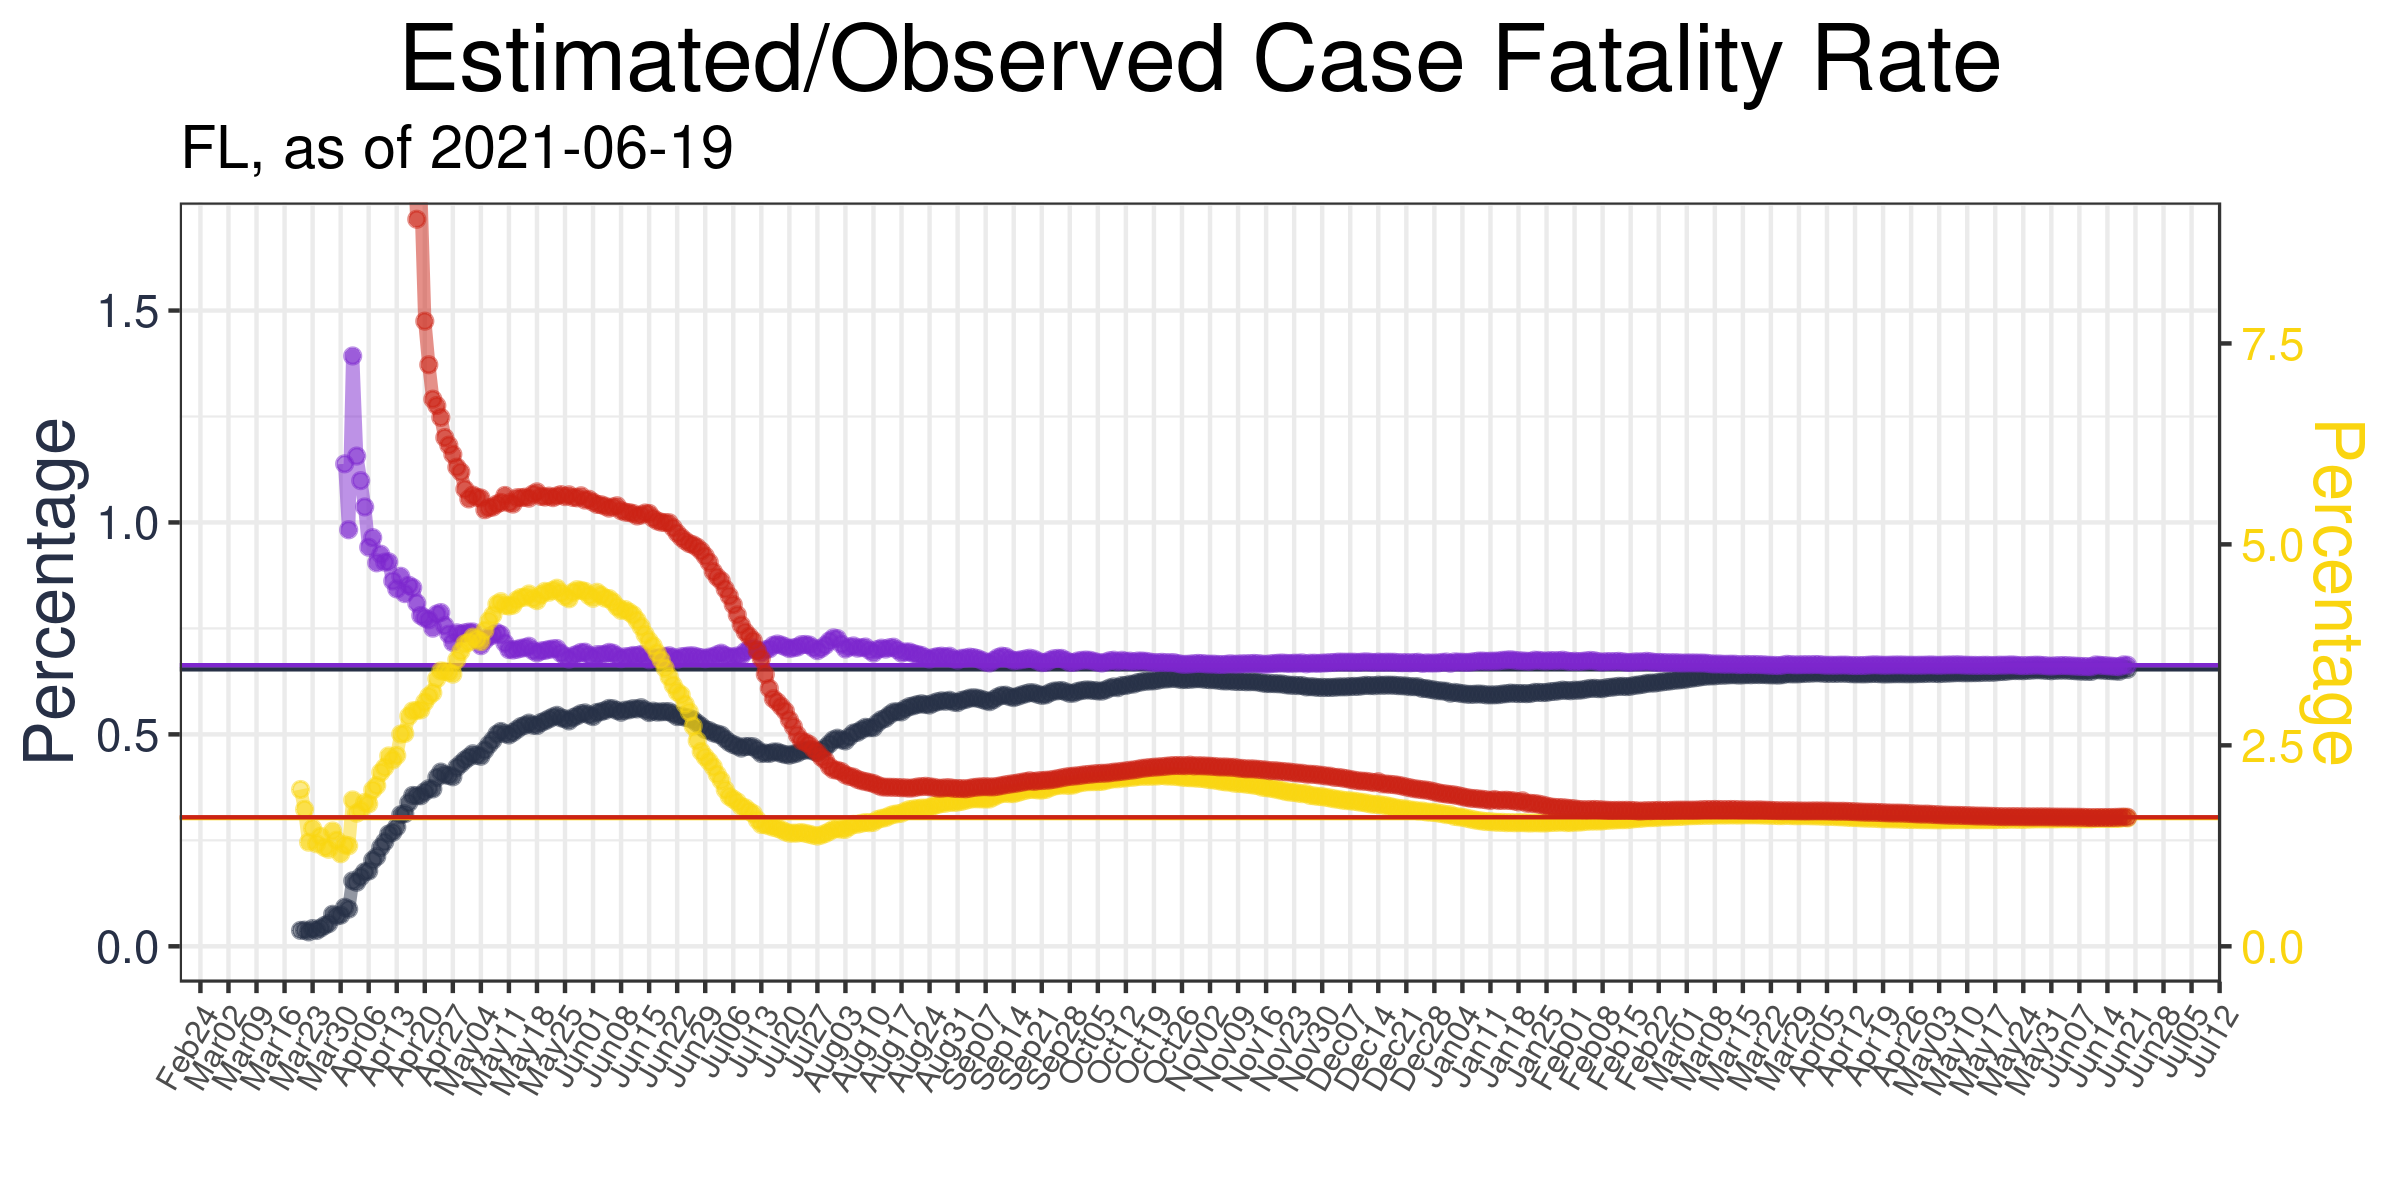 Estimated/Observed Case Fatality Rate
FL, as of 2021-06-19
Percentage
1.5
1.0
0.5
0.0
7.5
5.0
2.5
0.0
Percentage
Feb24
Mar02
Mar09
Mar16
Mar23
Mar30
Apr06
Apr13
Apr20
Apr27
May04
May11
May18
May25
Jun01
Jun08
Jun15
Jun22
Jun29
Jul06
Jul13
Jul20
Jul27
Aug03
Aug10
Aug17
Aug24
Aug31
Sep07
Sep14
Sep21
Sep28
Oct05
Oct12
Oct19
Oct26
Nov02
Nov09
Nov16
Nov23
Nov30
Dec07
Dec14
Dec21
Dec28
Jan04
Jan11
Jan18
Jan25
Feb01
Feb08
Feb15
Feb22
Mar01
Mar08
Mar15
Mar22
Mar29
Apr05
Apr12
Apr19
Apr26
May03
May10
May17
May24
May31
Jun07
Jun14
Jun21
Jun28
Jul05
Jul12